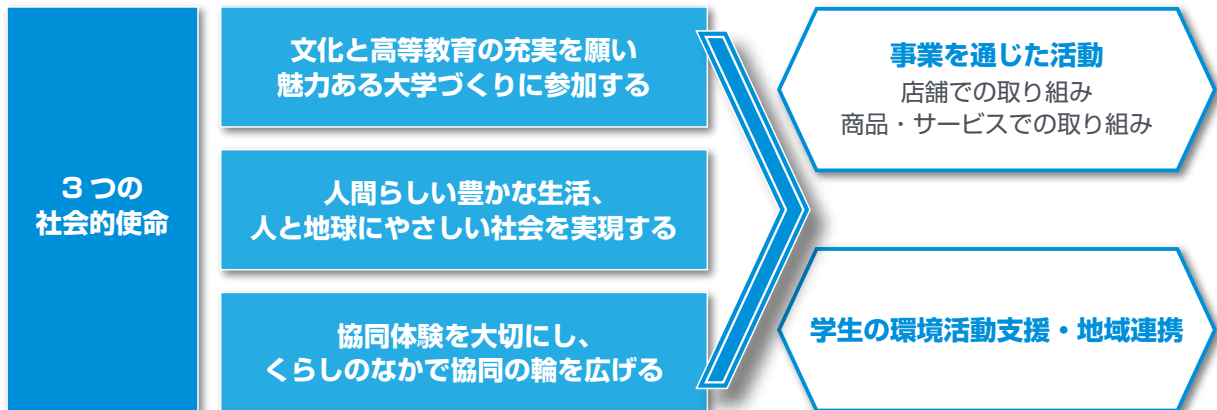 3つの
社会的使命
文化と高等教育の充実を願い
魅力ある大学づくりに参加する
人間らしい豊かな生活、
人と地球にやさしい社会を実現する
協同体験を大切にし、
くらしのなかで協同の輪を広げる
事業を通じた活動
店舗での取り組み
商品・サービスでの取り組み
学生の環境活動支援・地域連携